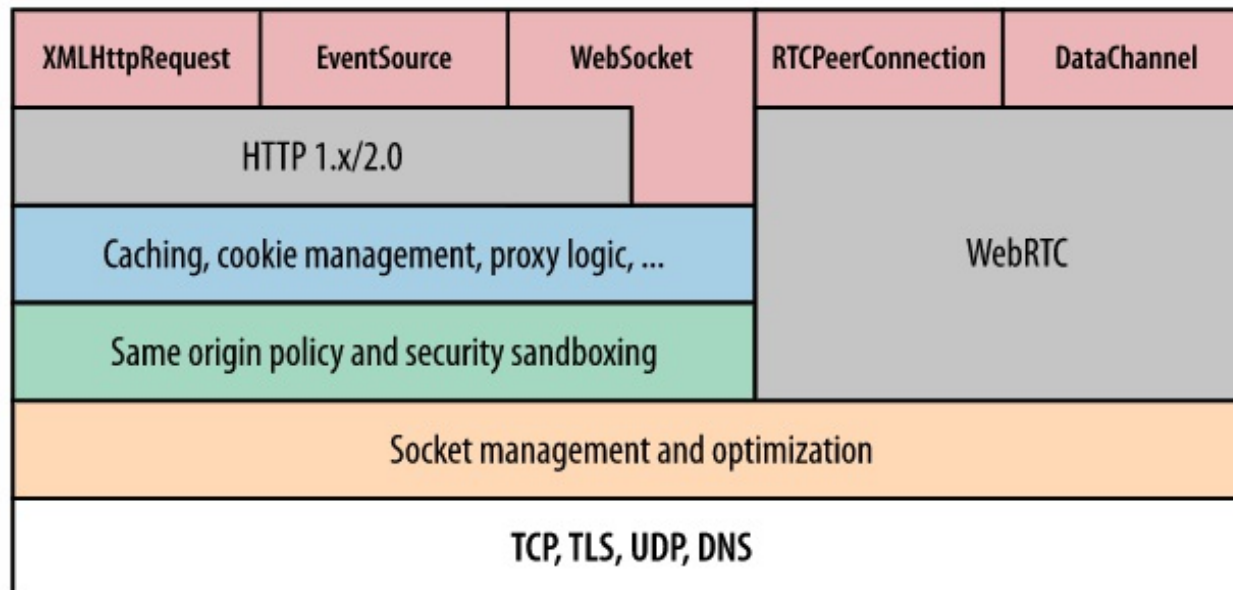 XMLHttpRequest
EventSource
WebSocket
RTCPeerConnection
DataChannel
HTTP 1.x/2.0
Caching, cookie management, proxy logic, ...
WebRTC
Same origin policy and security sandboxing
Socket management and optimization
TCP, TLS, UDP, DNS